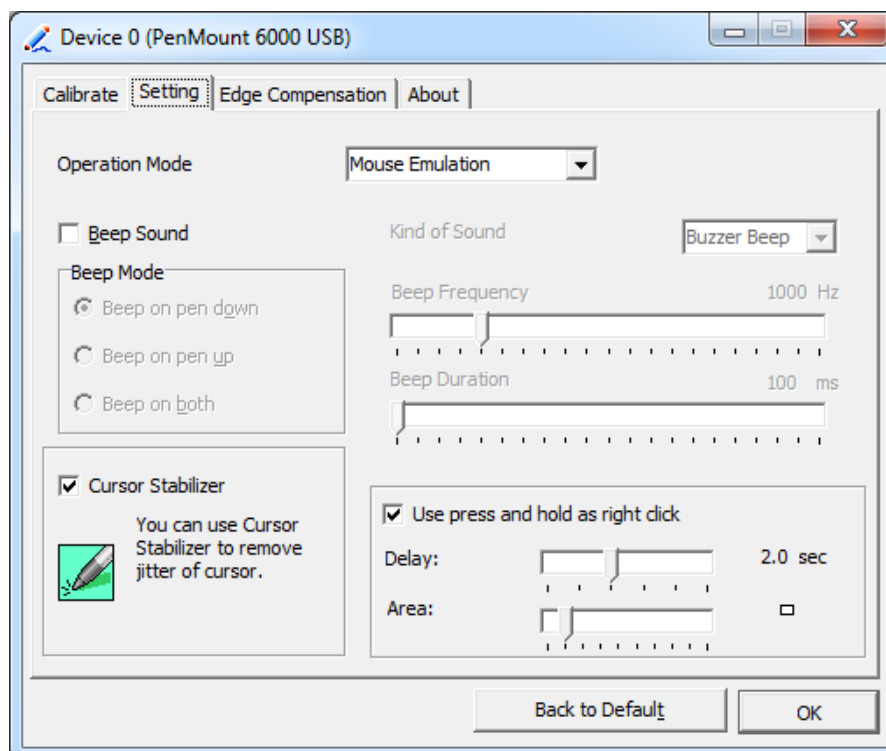 Device 0 (PenMount 6000 USB)
Calibrate Setting Edge Compensation About
Operation Mode Mouse Emulation
Beep Sound
Kind of Sound Buzzer Beep
Beep Mode
Beep on pen down
Beep on pen up
Beep on both
Beep Frequency 1000 Hz
Beep Duration 100 ms
Cursor Stabilizer
You can use Cursor
Stabilizer to remove
jitter of cursor.
Use press and hold as right click
Delay: 2.0 sec
Area:
Back to Default OK